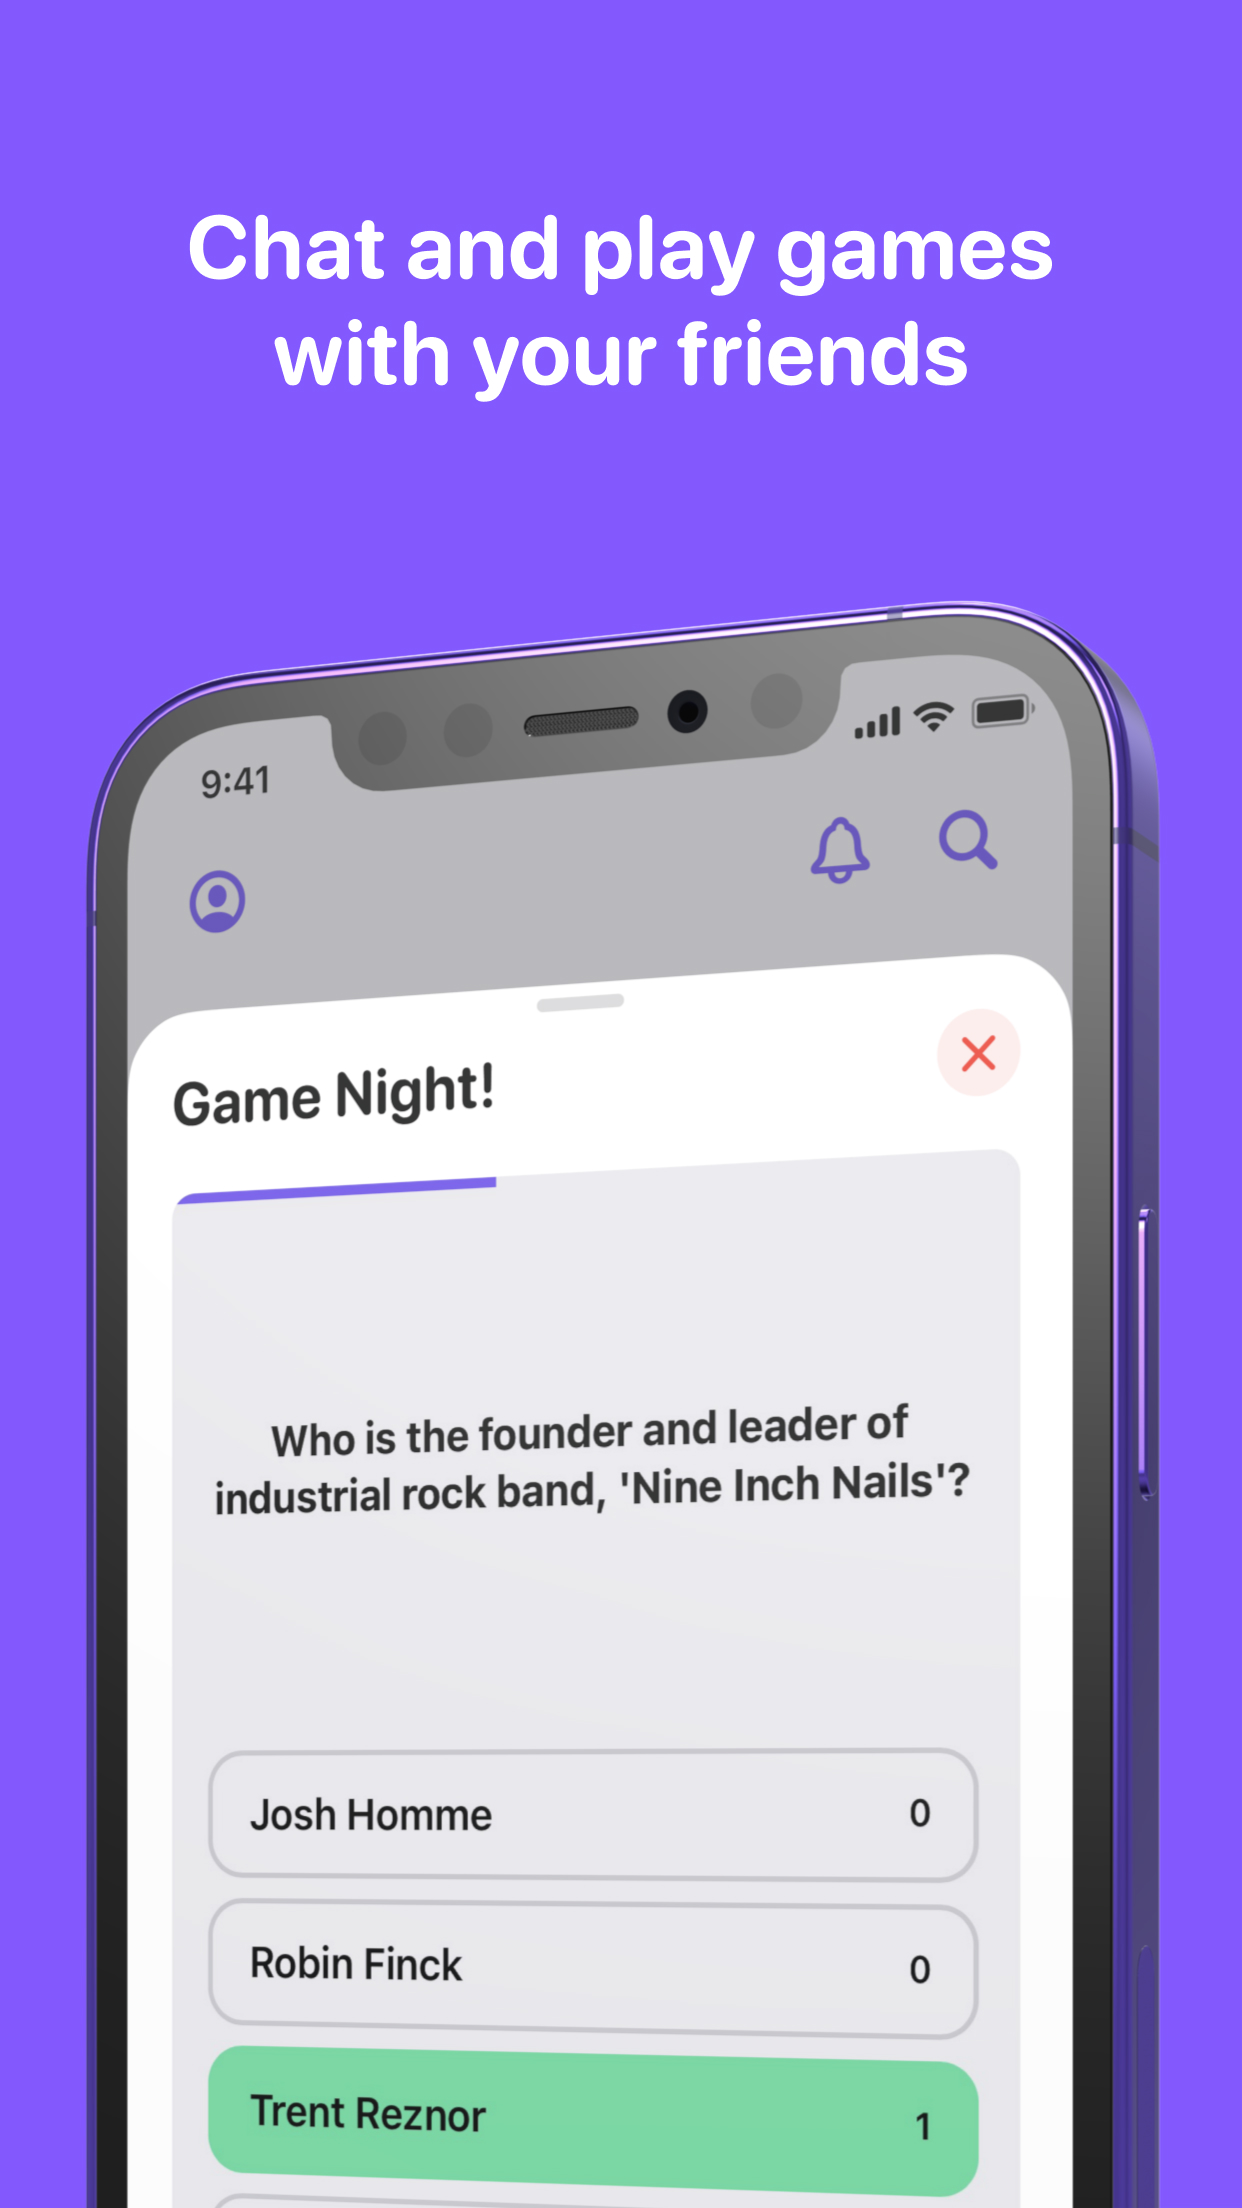 Chat and play games
with your friends
9:41
Game Night!
Who is the founder and leader of
industrial rock band, 'Nine Inch Nails'?
Josh Homme 0
Robin Finck 0
Trent Reznor 1